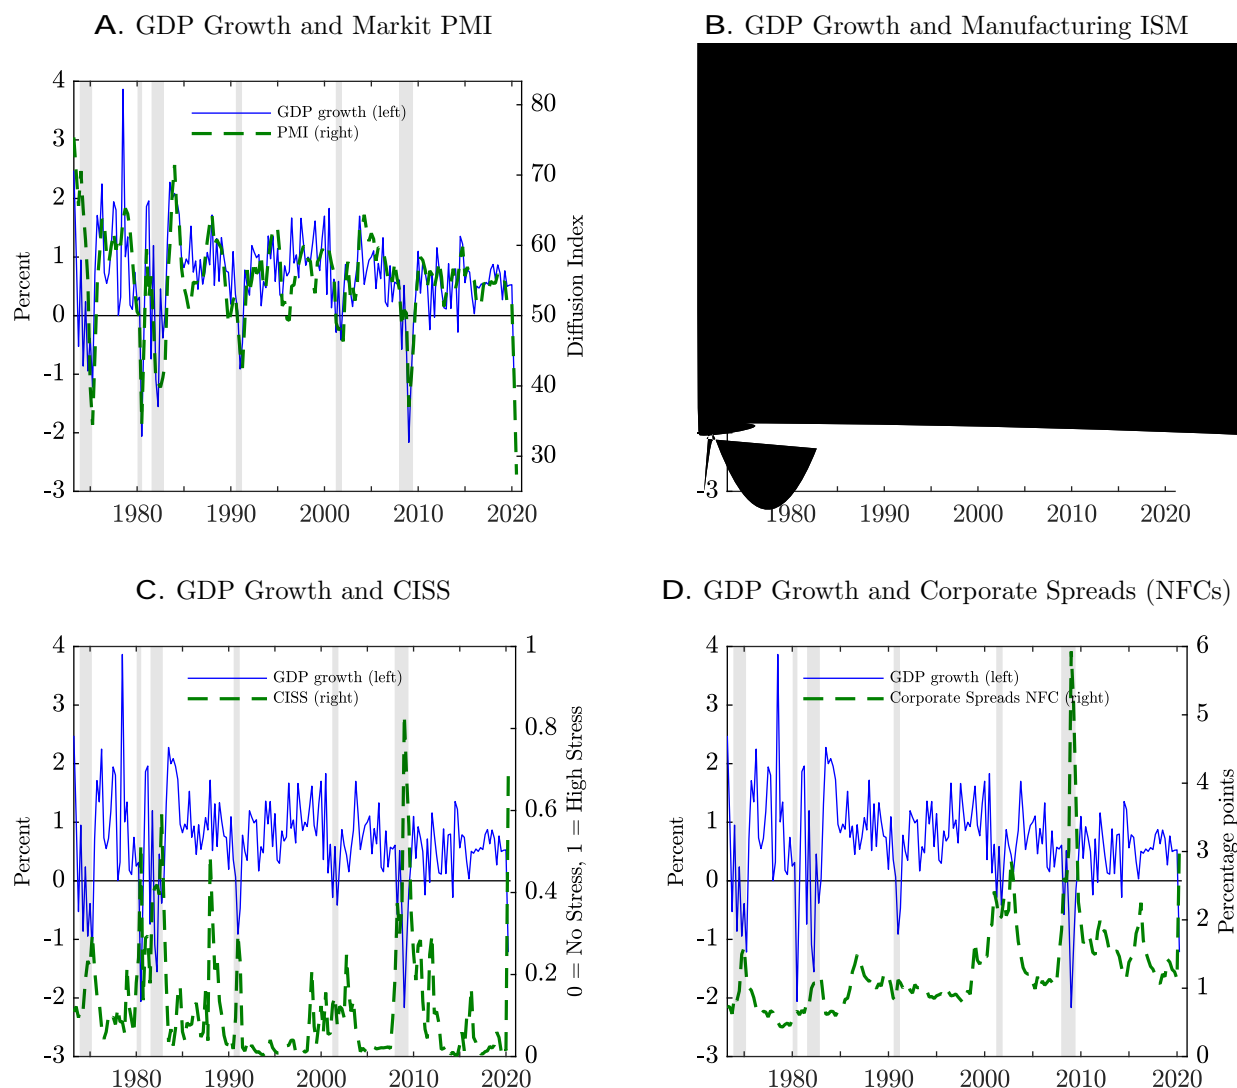 A. GDP Growth and Markit PMI
4
3
2
1
0
-1
-2
-3
Percent
80
70
60
50
40
30
Diffusion Index
GDP growth (left)
PMI (right)
1980 1990 2000 2010 2020
B. GDP Growth and Manufacturing ISM
-3
1980 1990 2000 2010 2020
C. GDP Growth and CISS
4
3
2
1
0
-1
-2
-3
Percent
1
0.8
0.6
0.4
0.2
0
0 = No Stress, 1 = High Stress
GDP growth (left)
CISS (right)
1980 1990 2000 2010 2020
D. GDP Growth and Corporate Spreads (NFCs)
4
3
2
1
0
-1
-2
-3
Percent
6
5
4
3
2
1
0
Percentage points
GDP growth (left)
Corporate Spreads NFC (right)
1980 1990 2000 2010 2020